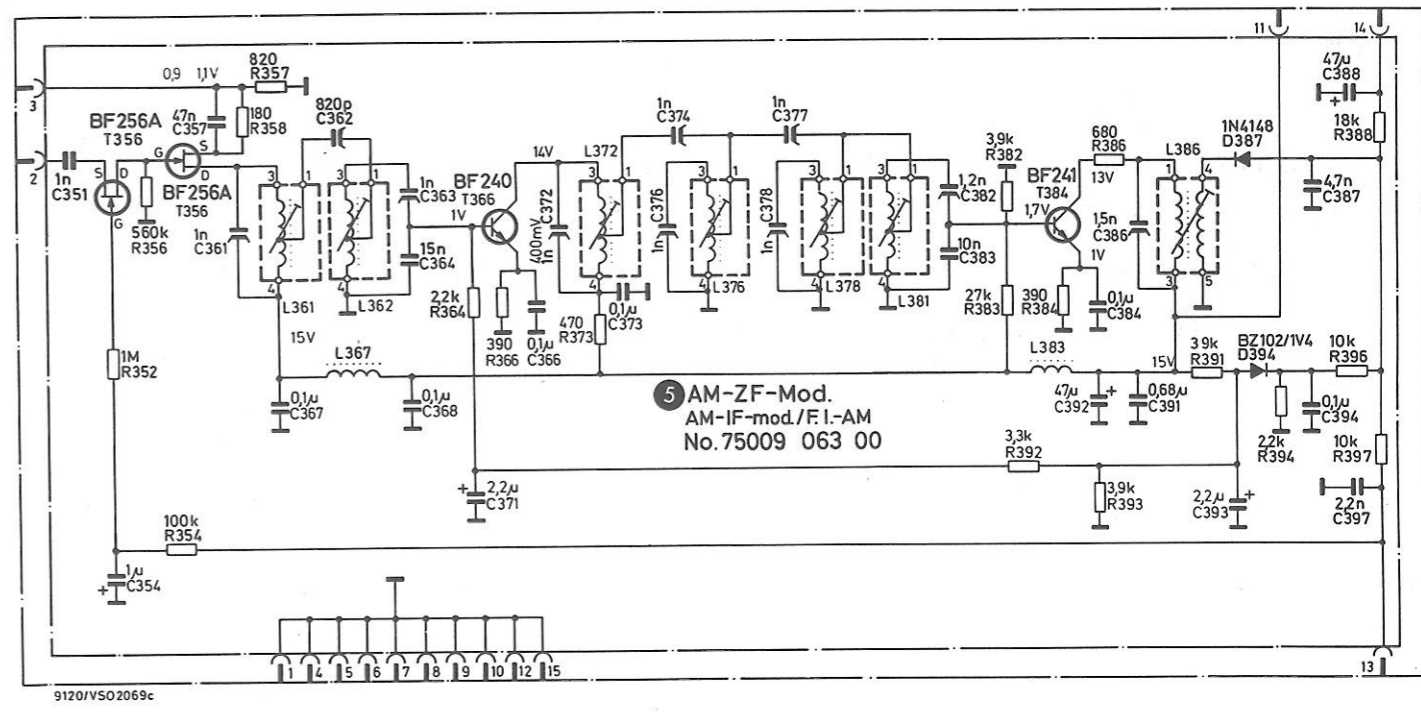 11
14
3
2
820
R357
0,9 1,1V
47n
C357
180
R358
820p
C362
BF256A
T356
G
S
D
BF256A
T356
1n
C351
S
D
G
560k
R356
1n
C361
3
1
4
L361
3
1
4
L362
1n
C363
15n
C364
1V
BF240
T366
2,2k
R364
390
R366
0,1µ
C366
14V
400mV
1n
C372
L372
3
1
4
0,1µ
C373
470
R373
1n
C374
1n
C376
3
1
4
L376
1n
C377
1n
C378
3
1
4
L378
3
1
4
L381
1,2n
C382
10n
C383
3,9k
R382
27k
R383
1,7V
BF241
T384
1V
390
R384
0,1µ
C384
680
R386
13V
1,5n
C386
L386
1
4
3
5
1N4148
D387
47µ
C388
+
18k
R388
4,7n
C387
1M
R352
15V
L367
0,1µ
C367
0,1µ
C368
5 AM-ZF-Mod.
AM-IF-mod./F.I.-AM
No. 75009 063 00
L383
47µ
C392
+
0,68µ
C391
15V
39k
R391
BZ102/1V4
D394
10k
R396
2,2k
R394
0,1µ
C394
10k
R397
2,2n
C397
3,3k
R392
3,9k
R393
2,2µ
C393
+
+
2,2µ
C371
100k
R354
+
1µ
C354
1
4
5
6
7
8
9
10
12
15
13
9120/VSO2069c